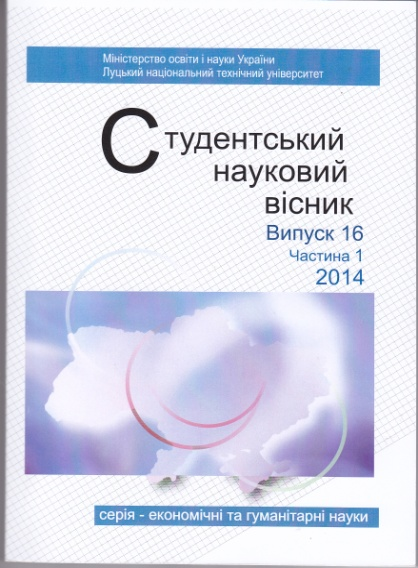 Міністерство освіти і науки України
Луцький національний технічний університет
Студентський
науковий
вісник
Випуск 16
Частина 1
2014
серія - економічні та гуманітарні науки